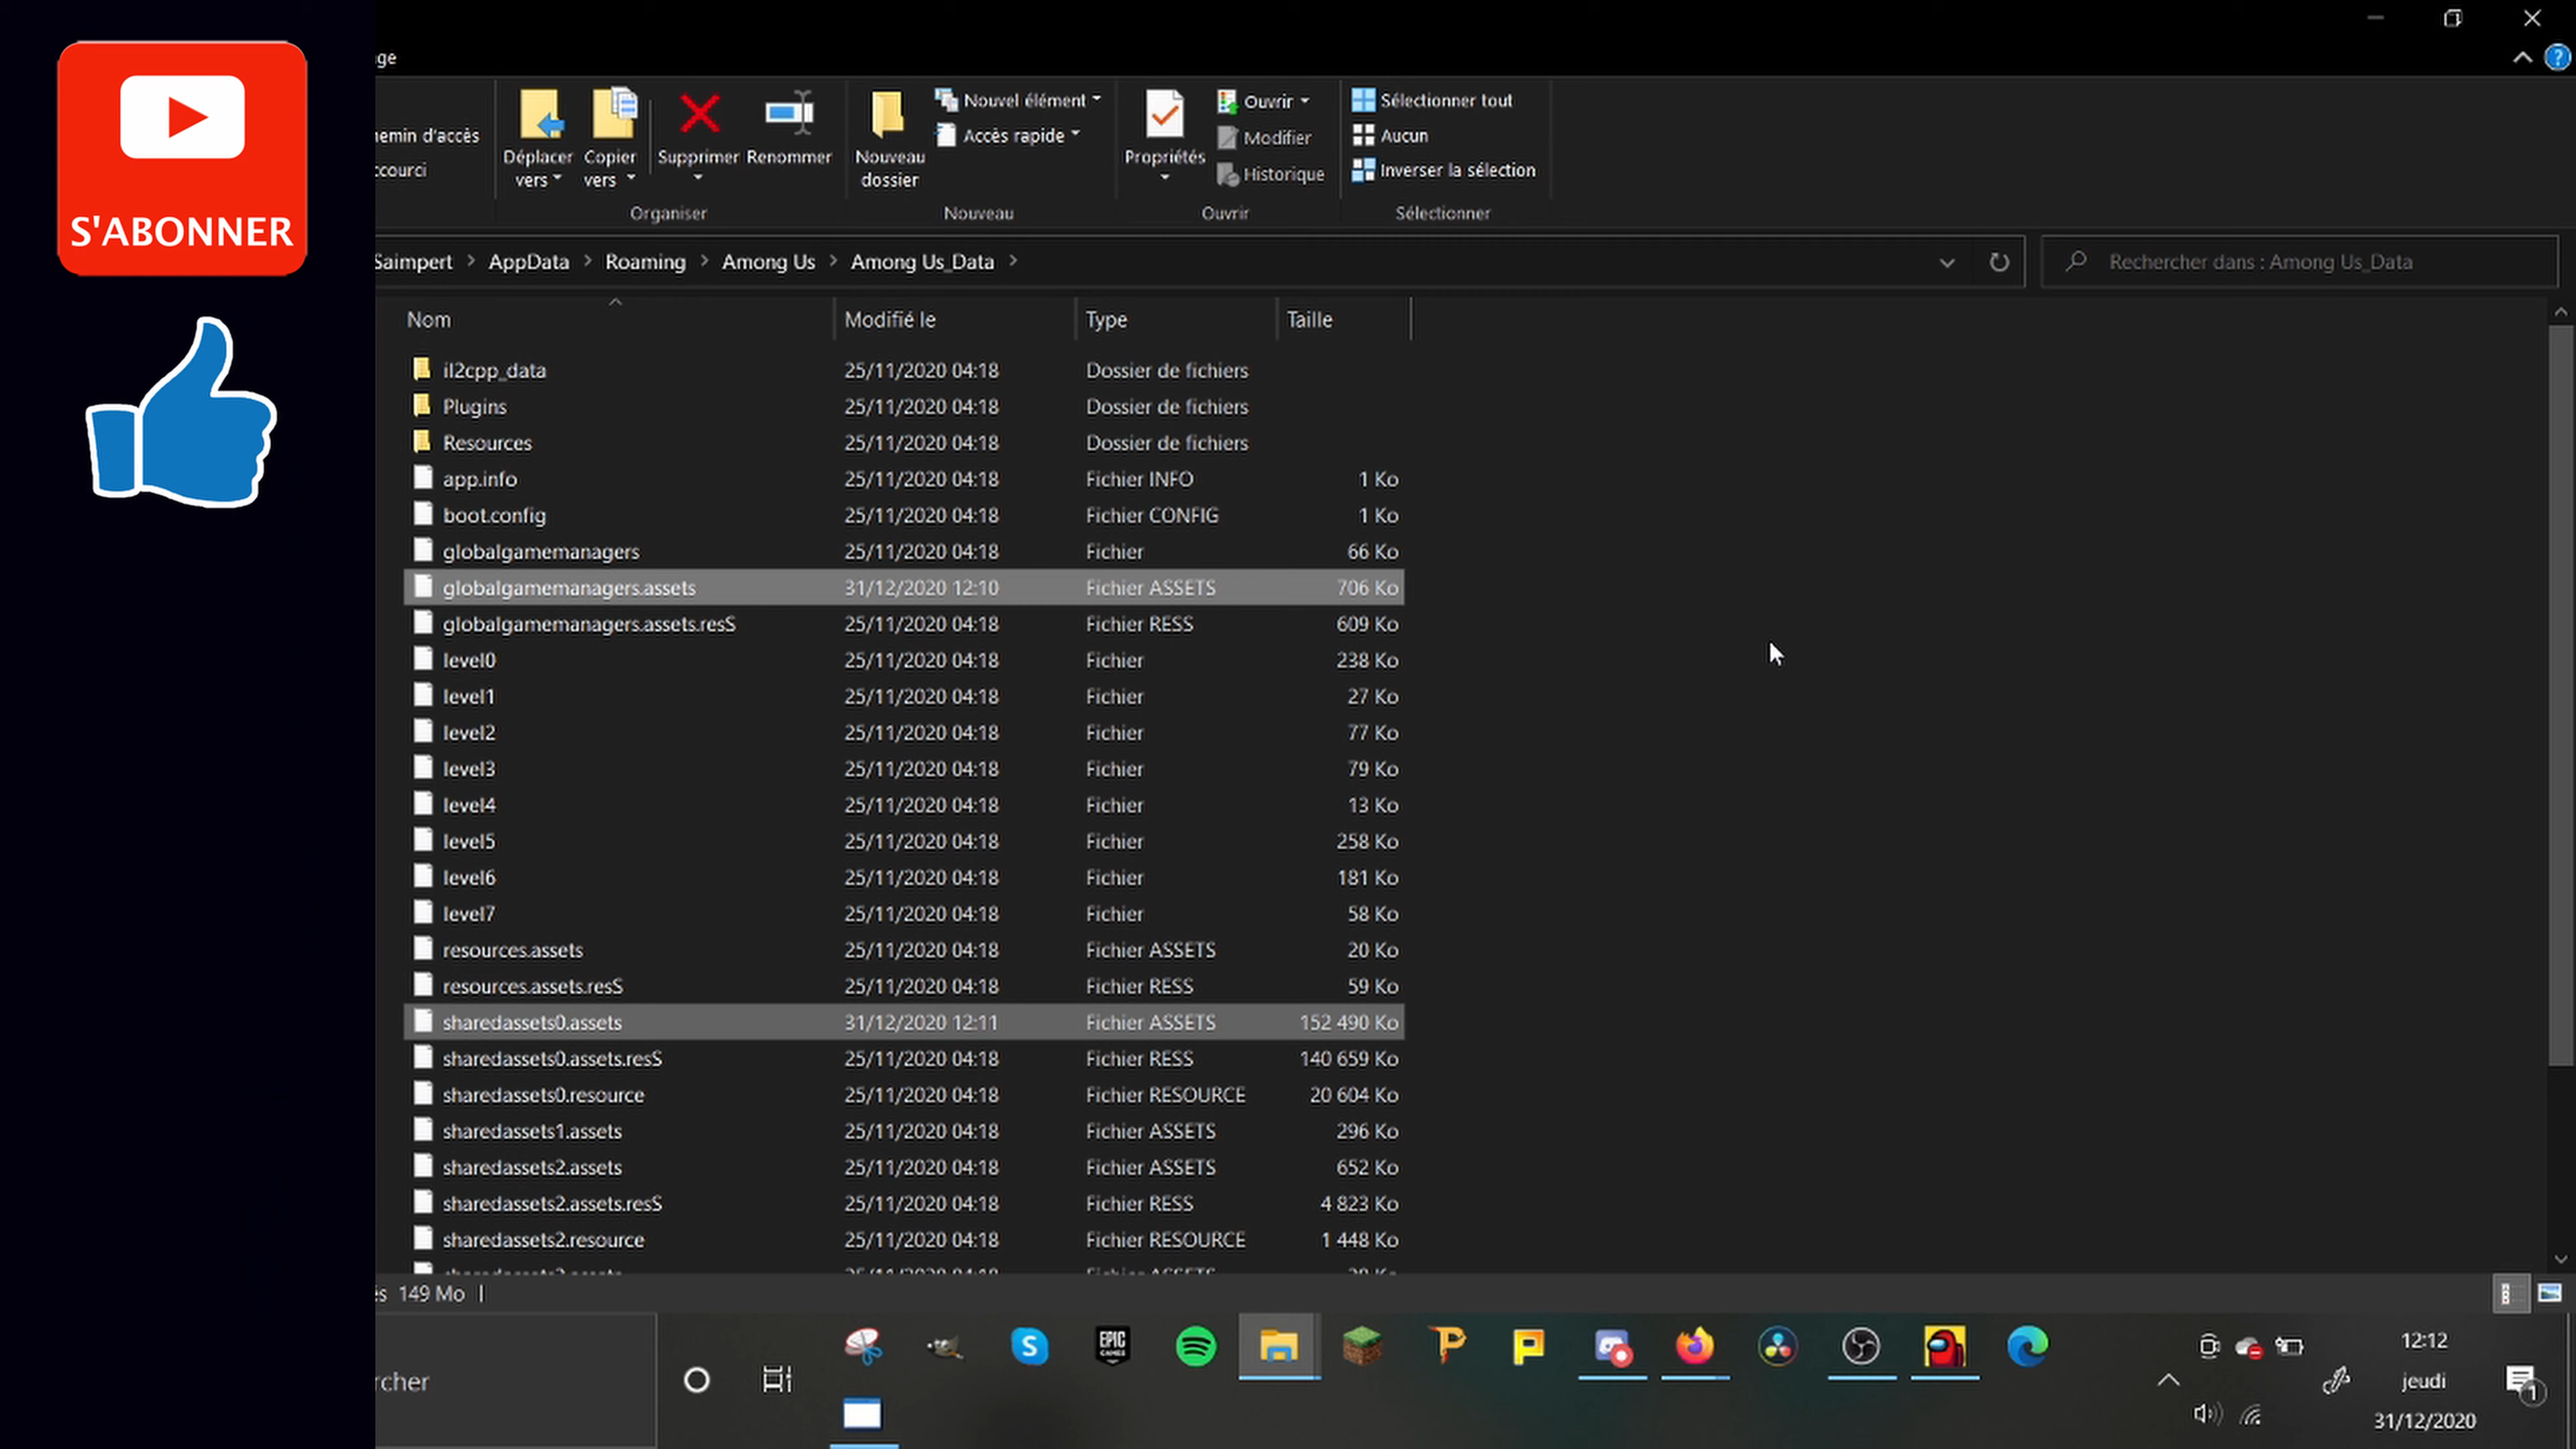 S'ABONNER
age
hemin d'accès
ccourci
Déplacer vers
Copier vers
Supprimer
Renommer
Organiser
Nouveau dossier
Nouvel élément
Accès rapide
Nouveau
Propriétés
Ouvrir
Modifier
Historique
Ouvrir
Sélectionner tout
Aucun
Inverser la sélection
Sélectionner
Saimpert > AppData > Roaming > Among Us > Among Us_Data >
Rechercher dans : Among Us_Data
Nom Modifié le Type Taille
il2cpp_data 25/11/2020 04:18 Dossier de fichiers
Plugins 25/11/2020 04:18 Dossier de fichiers
Resources 25/11/2020 04:18 Dossier de fichiers
app.info 25/11/2020 04:18 Fichier INFO 1 Ko
boot.config 25/11/2020 04:18 Fichier CONFIG 1 Ko
globalgamemanagers 25/11/2020 04:18 Fichier 66 Ko
globalgamemanagers.assets 31/12/2020 12:10 Fichier ASSETS 706 Ko
globalgamemanagers.assets.resS 25/11/2020 04:18 Fichier RESS 609 Ko
level0 25/11/2020 04:18 Fichier 238 Ko
level1 25/11/2020 04:18 Fichier 27 Ko
level2 25/11/2020 04:18 Fichier 77 Ko
level3 25/11/2020 04:18 Fichier 79 Ko
level4 25/11/2020 04:18 Fichier 13 Ko
level5 25/11/2020 04:18 Fichier 258 Ko
level6 25/11/2020 04:18 Fichier 181 Ko
level7 25/11/2020 04:18 Fichier 58 Ko
resources.assets 25/11/2020 04:18 Fichier ASSETS 20 Ko
resources.assets.resS 25/11/2020 04:18 Fichier RESS 59 Ko
sharedassets0.assets 31/12/2020 12:11 Fichier ASSETS 152 490 Ko
sharedassets0.assets.resS 25/11/2020 04:18 Fichier RESS 140 659 Ko
sharedassets0.resource 25/11/2020 04:18 Fichier RESOURCE 20 604 Ko
sharedassets1.assets 25/11/2020 04:18 Fichier ASSETS 296 Ko
sharedassets2.assets 25/11/2020 04:18 Fichier ASSETS 652 Ko
sharedassets2.assets.resS 25/11/2020 04:18 Fichier RESS 4 823 Ko
sharedassets2.resource 25/11/2020 04:18 Fichier RESOURCE 1 448 Ko
és 149 Mo
rcher
EPIC GAMES
12:12
jeudi
31/12/2020
1